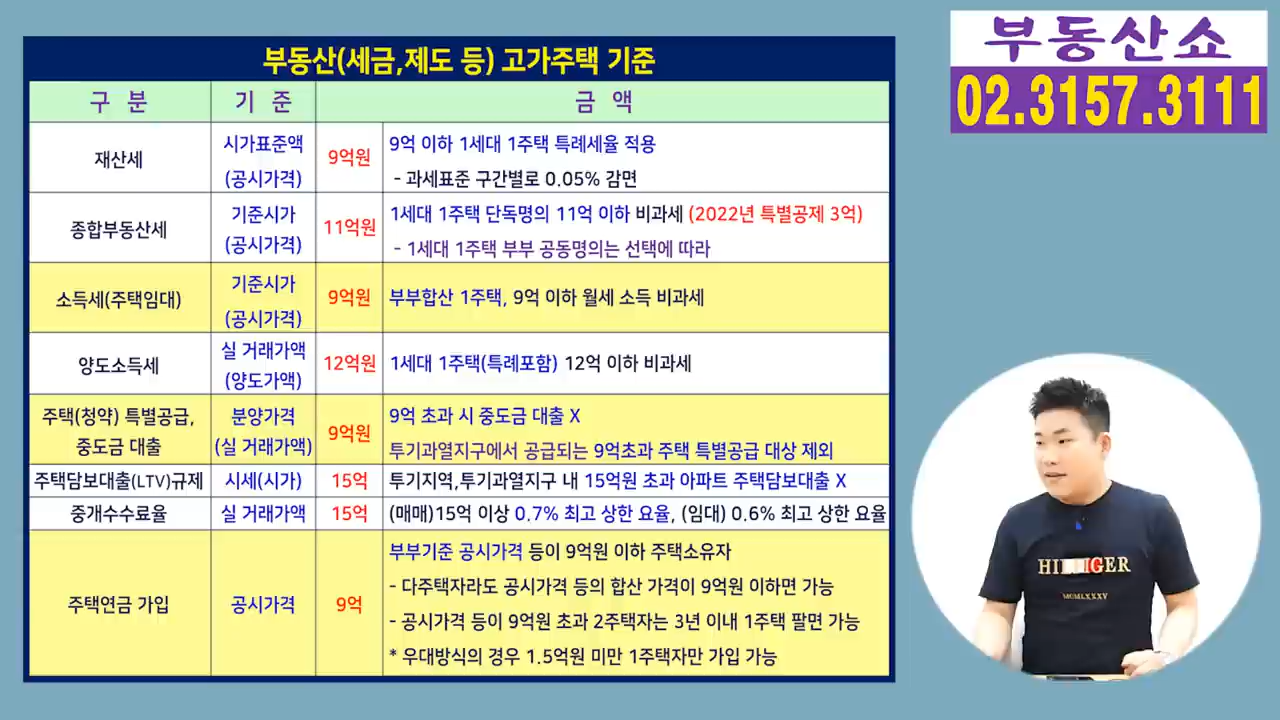 부동산쇼
02.3157.3111
부동산(세금,제도 등) 고가주택 기준
구 분 기 준 금 액
재산세
시가표준액
(공시가격)
9억원
9억 이하 1세대 1주택 특례세율 적용
- 과세표준 구간별로 0.05% 감면
종합부동산세
기준시가
(공시가격)
11억원
1세대 1주택 단독명의 11억 이하 비과세 (2022년 특별공제 3억)
- 1세대 1주택 부부 공동명의는 선택에 따라
소득세(주택임대)
기준시가
(공시가격)
9억원
부부합산 1주택, 9억 이하 월세 소득 비과세
양도소득세
실 거래가액
(양도가액)
12억원
1세대 1주택(특례포함) 12억 이하 비과세
주택(청약) 특별공급,
중도금 대출
분양가격
(실 거래가액)
9억원
9억 초과 시 중도금 대출 X
투기과열지구에서 공급되는 9억초과 주택 특별공급 대상 제외
주택담보대출(LTV)규제
시세(시가)
15억
투기지역,투기과열지구 내 15억원 초과 아파트 주택담보대출 X
중개수수료율
실 거래가액
15억
(매매)15억 이상 0.7% 최고 상한 요율, (임대) 0.6% 최고 상한 요율
주택연금 가입
공시가격
9억
부부기준 공시가격 등이 9억원 이하 주택소유자
- 다주택자라도 공시가격 등의 합산 가격이 9억원 이하면 가능
- 공시가격 등이 9억원 초과 2주택자는 3년 이내 1주택 팔면 가능
* 우대방식의 경우 1.5억원 미만 1주택자만 가입 가능
MCMLXXXV